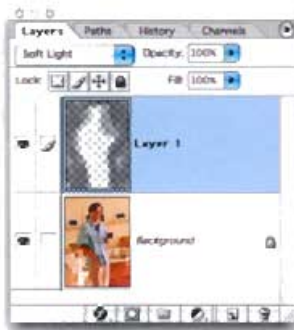 Layers Paths History Channels
Soft Light Opacity: 100%
Lock: Fill: 100%
Layer 1
Background